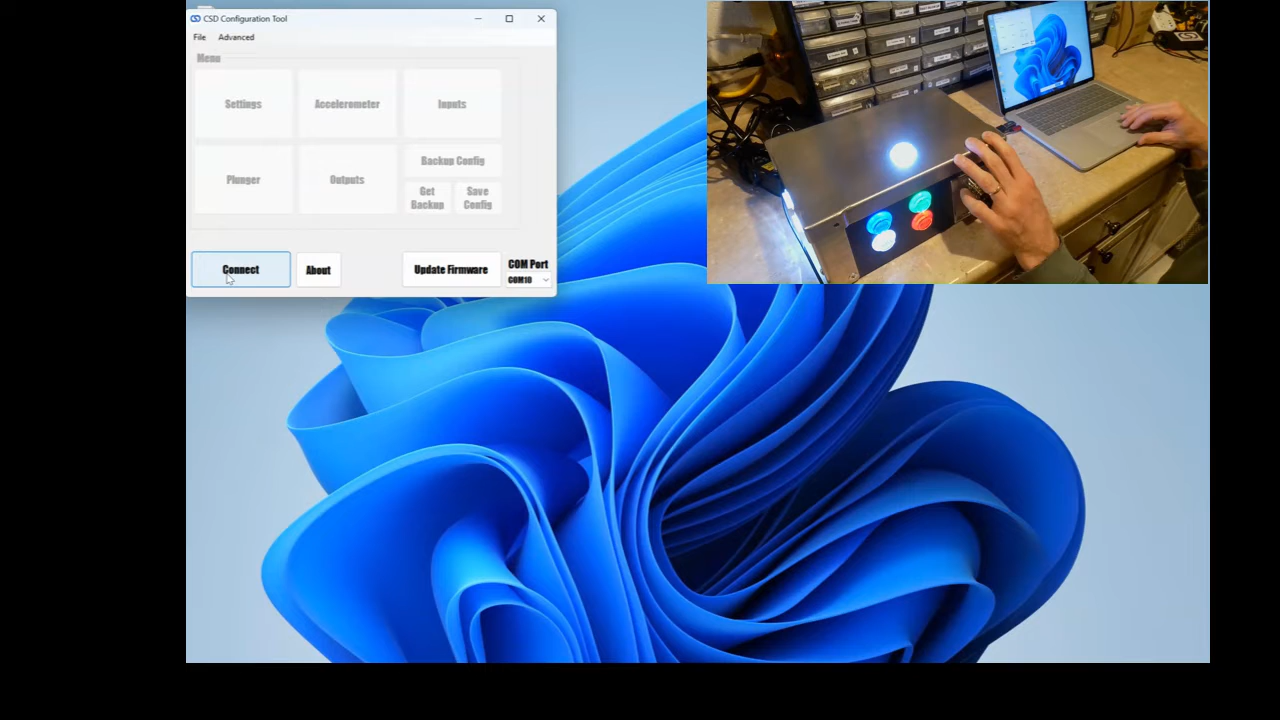 CSD Configuration Tool
File Advanced
Menu
Settings Accelerometer Inputs
Plunger Outputs Backup Config
Get Backup Save Config
Connect About Update Firmware COM Port
COM10